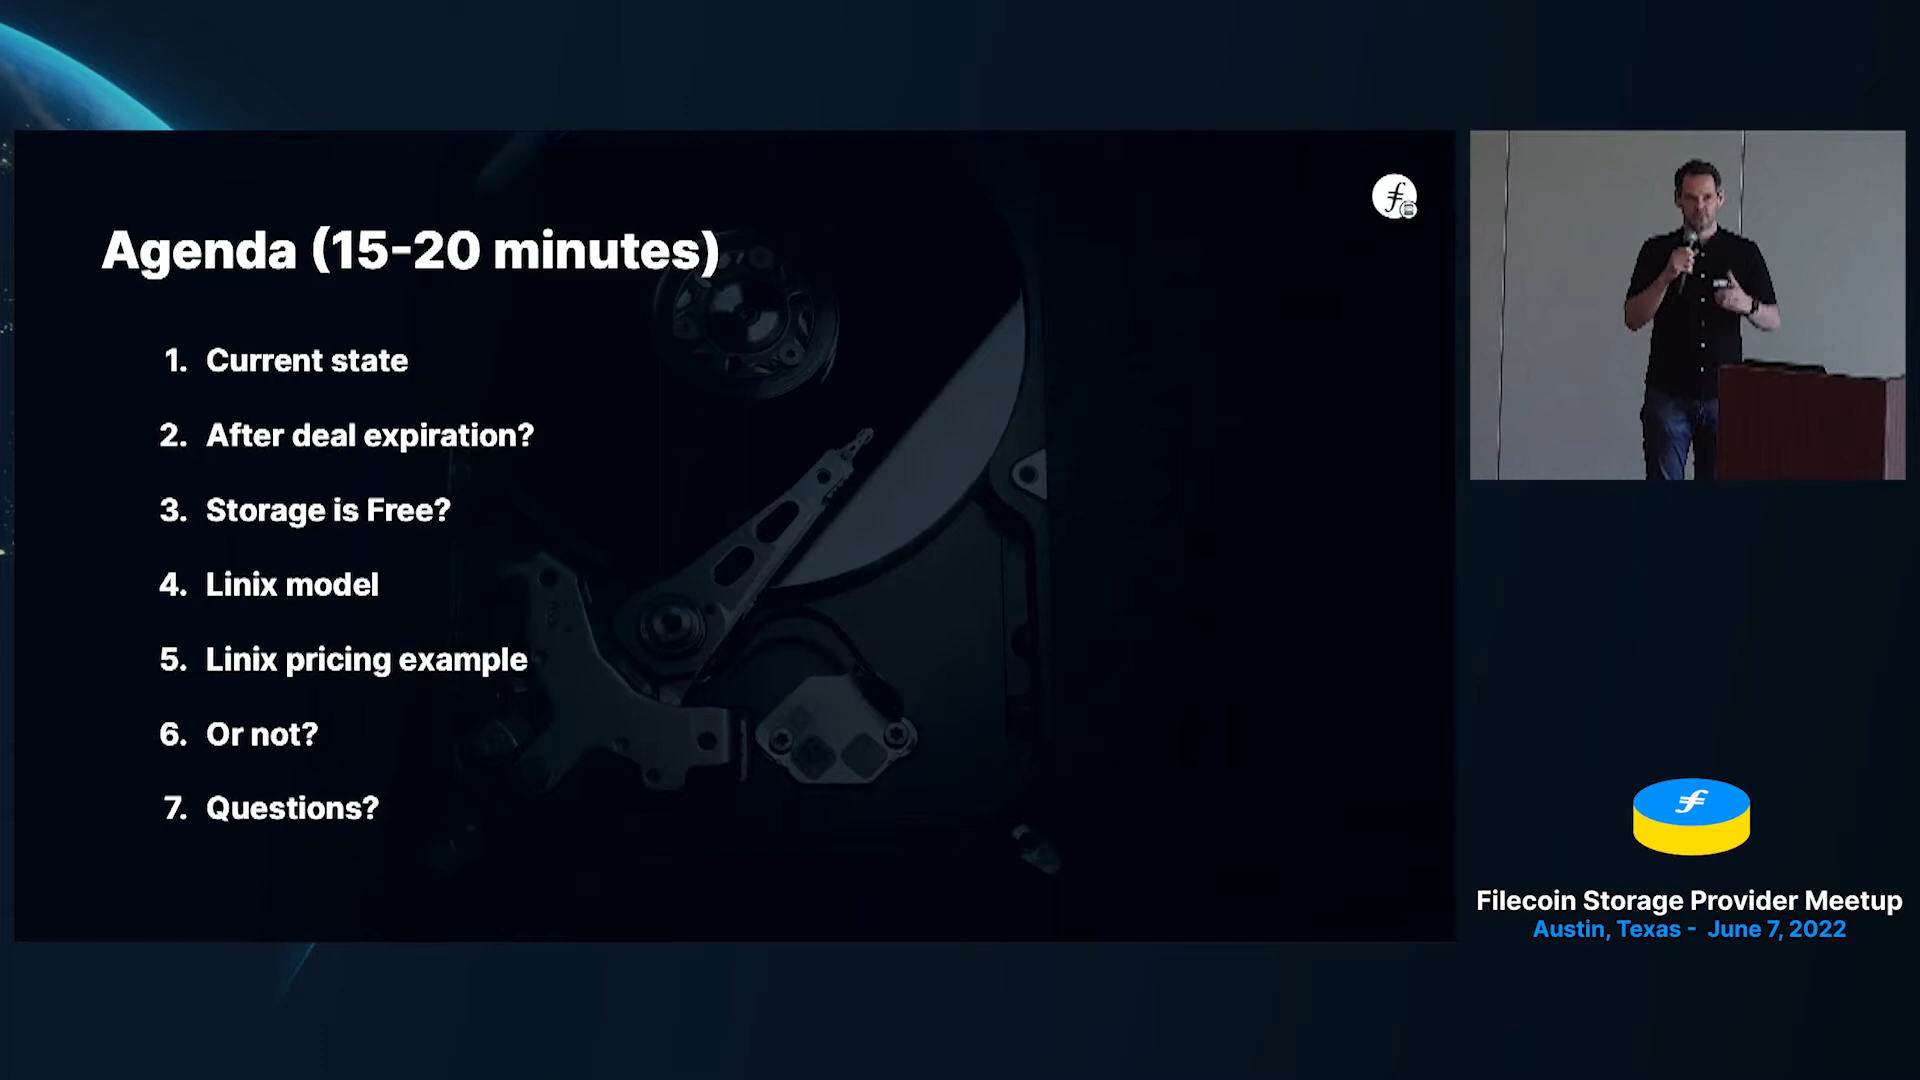 Agenda (15-20 minutes)
1. Current state
2. After deal expiration?
3. Storage is Free?
4. Linix model
5. Linix pricing example
6. Or not?
7. Questions?
Filecoin Storage Provider Meetup
Austin, Texas - June 7, 2022